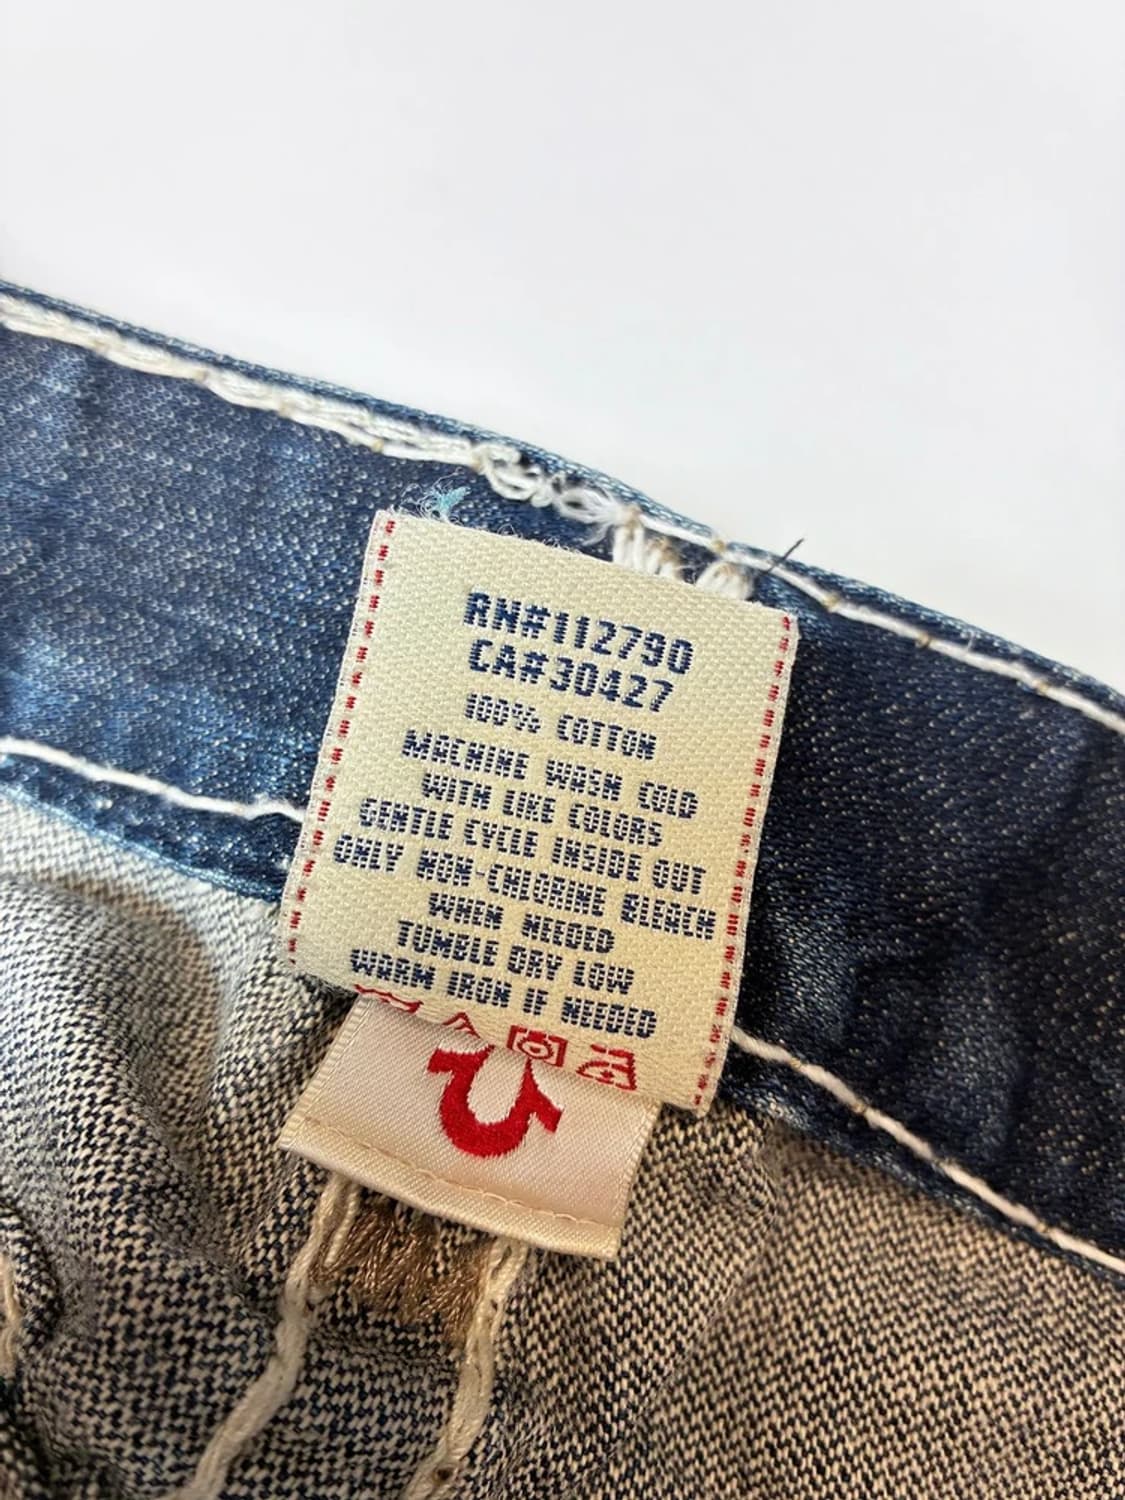 RN#112790
CA#30427
100% COTTON
MACHINE WASH COLD
WITH LIKE COLORS
GENTLE CYCLE INSIDE OUT
ONLY NON-CHLORINE BLEACH
WHEN NEEDED
TUMBLE DRY LOW
WARM IRON IF NEEDED